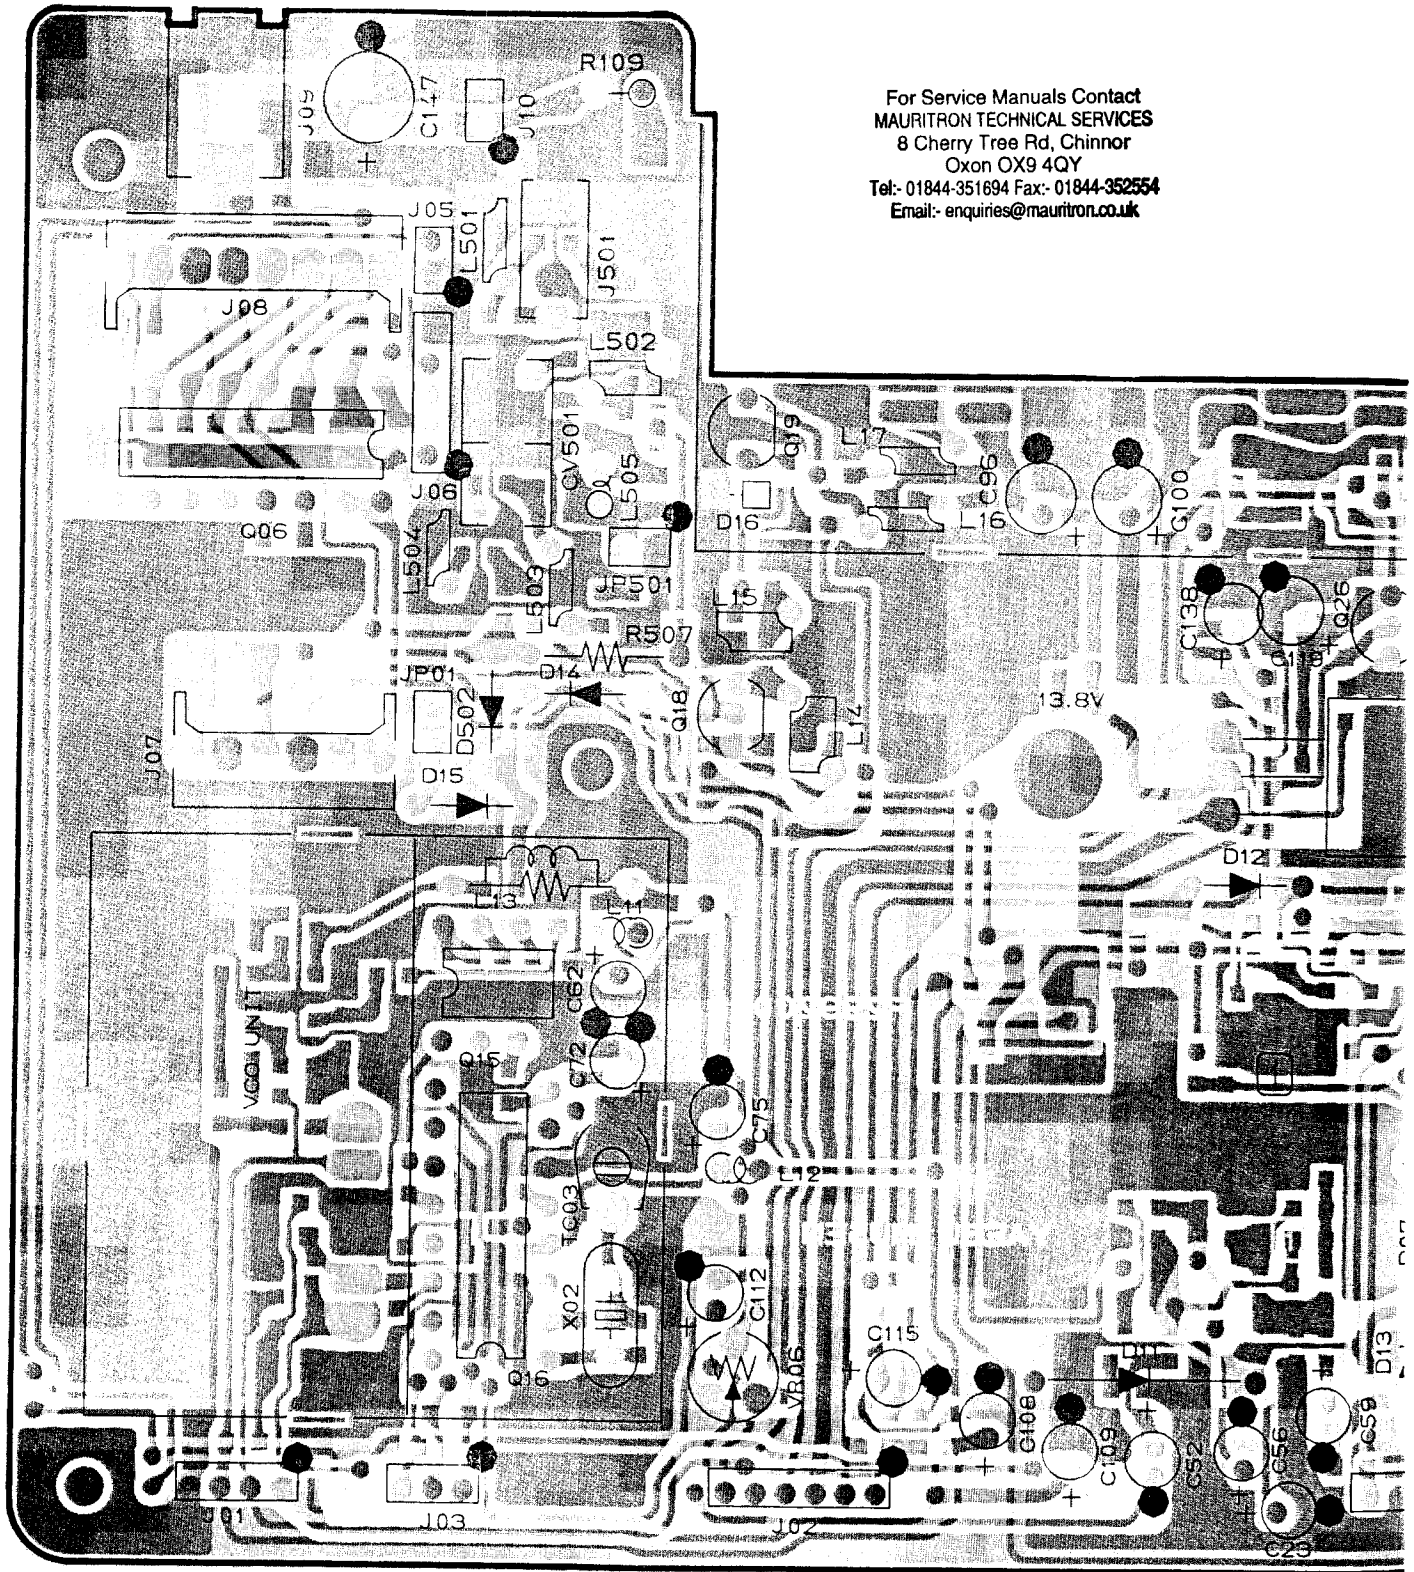 R109
J09
C147
J10
For Service Manuals Contact
MAURITRON TECHNICAL SERVICES
8 Cherry Tree Rd, Chinnor
Oxon OX9 4QY
Tel:- 01844-351694 Fax:- 01844-352554
Email:- enquiries@mauritron.co.uk
J05
L501
J501
J08
L502
CV501
Q19
L17
J06
L505
D16
C96
L16
C100
Q06
L504
L503
JP501
L15
C138
C119
Q26
R507
JP01
D14
D502
Q18
L14
13.8V
J07
D15
D12
L13
L11
C62
VCO UNIT
Q15
C72
C75
L12
TC03
X02
C112
Q16
VR06
C115
D11
D13
C108
C109
C52
C56
C59
J01
J03
J02
C23